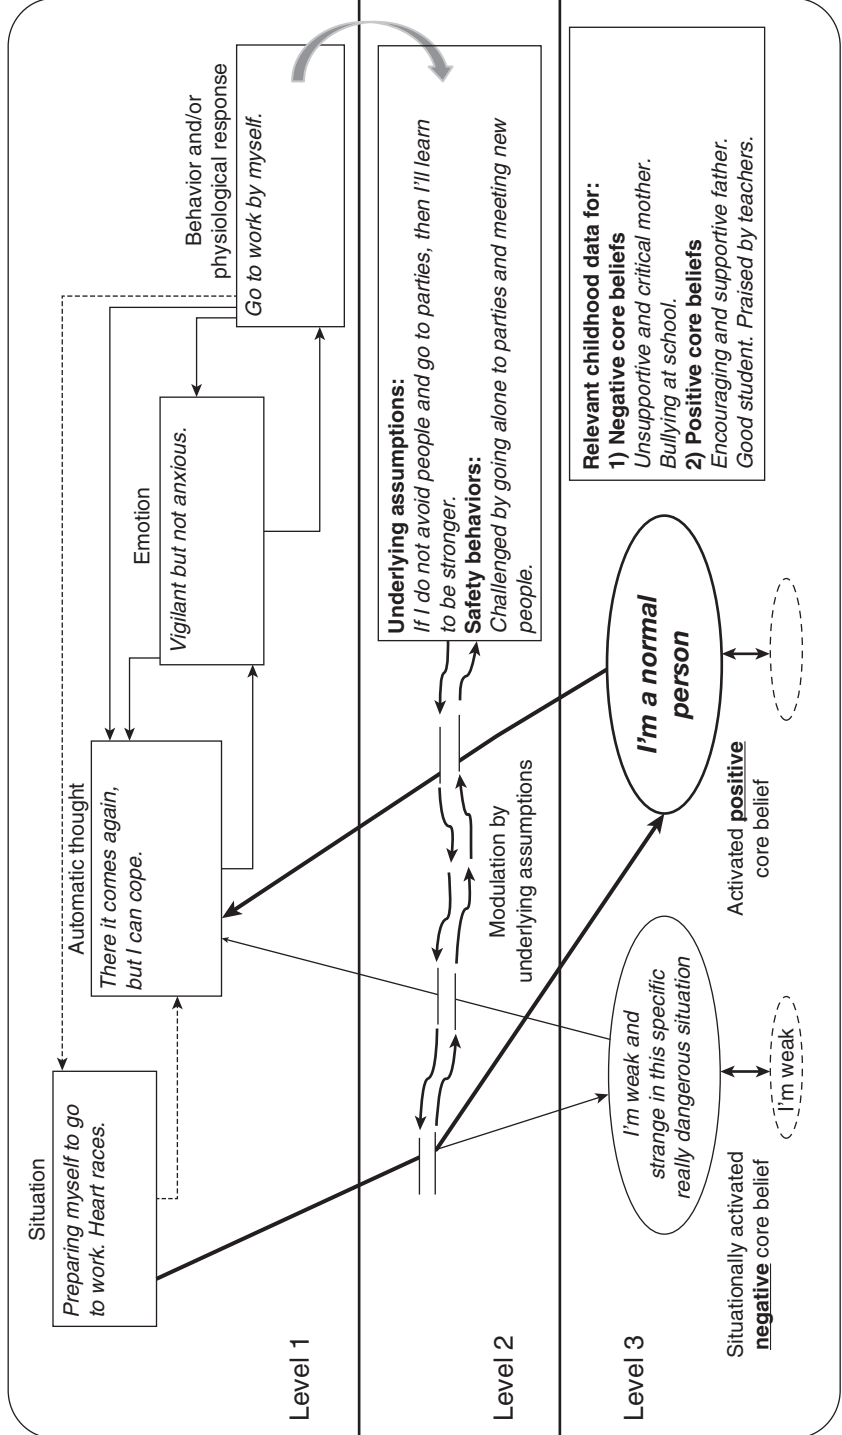 Situation
Preparing myself to go
to work. Heart races.
Automatic thought
There it comes again,
but I can cope.
Emotion
Vigilant but not anxious.
Behavior and/or
physiological response
Go to work by myself.
Level 1
Underlying assumptions:
If I do not avoid people and go to parties, then I'll learn
to be stronger.
Safety behaviors:
Challenged by going alone to parties and meeting new
people.
Modulation by
underlying assumptions
Level 2
Relevant childhood data for:
1) Negative core beliefs
Unsupportive and critical mother.
Bullying at school.
2) Positive core beliefs
Encouraging and supportive father.
Good student. Praised by teachers.
Level 3
I'm weak and
strange in this specific
really dangerous situation
I'm a normal
person
Situationally activated
negative core belief
I'm weak
Activated positive
core belief